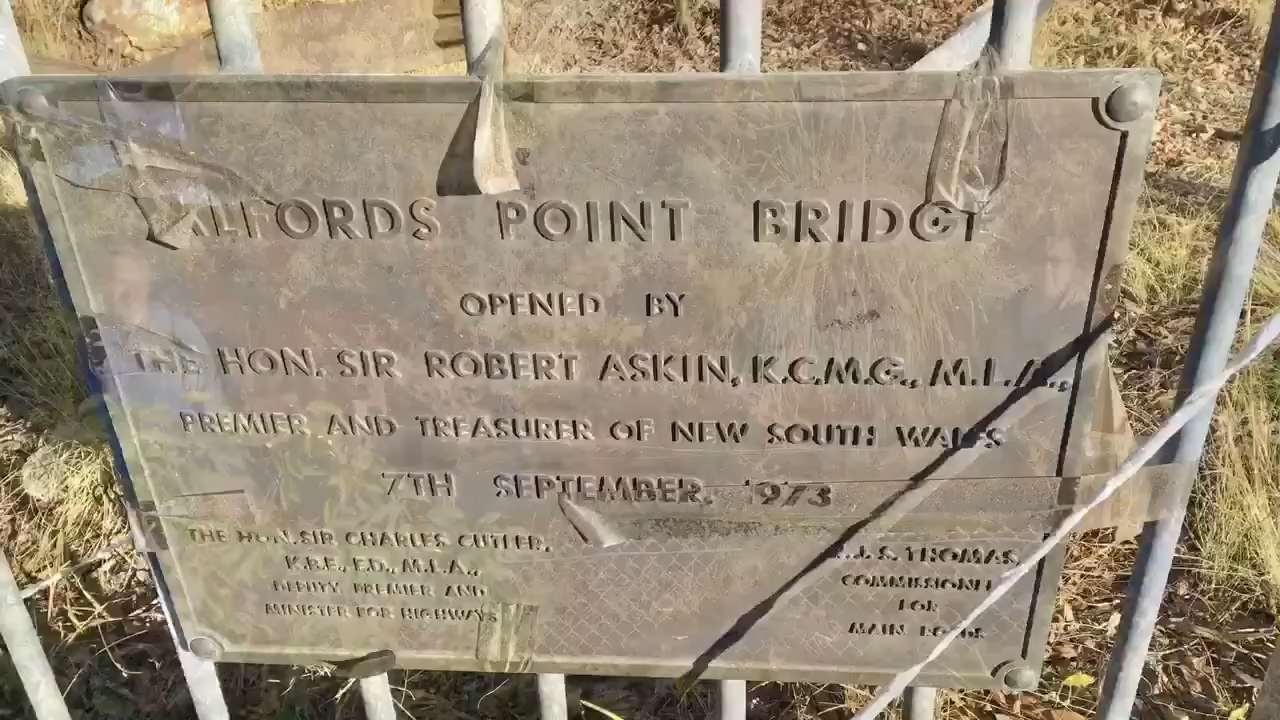 ALFORDS POINT BRIDGE
OPENED BY
THE HON. SIR ROBERT ASKIN, K.C.M.G., M.L.A.,
PREMIER AND TREASURER OF NEW SOUTH WALES
7TH SEPTEMBER, 1973
THE HON. SIR CHARLES CUTLER,
K.B.E., E.D., M.L.A.,
DEPUTY PREMIER AND
MINISTER FOR HIGHWAYS
J. S. THOMAS,
COMMISSIONER
FOR
MAIN ROADS